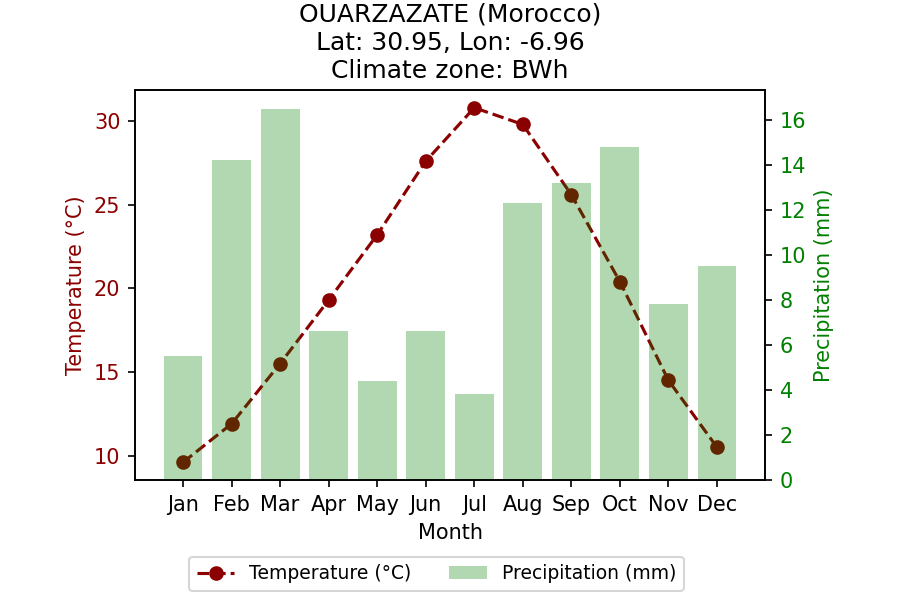 OUARZAZATE (Morocco)
Lat: 30.95, Lon: -6.96
Climate zone: BWh
Temperature (°C)
30
25
20
15
10
16
14
12
10
8
6
4
2
0
Precipitation (mm)
Jan Feb Mar Apr May Jun Jul Aug Sep Oct Nov Dec
Month
Temperature (°C) Precipitation (mm)